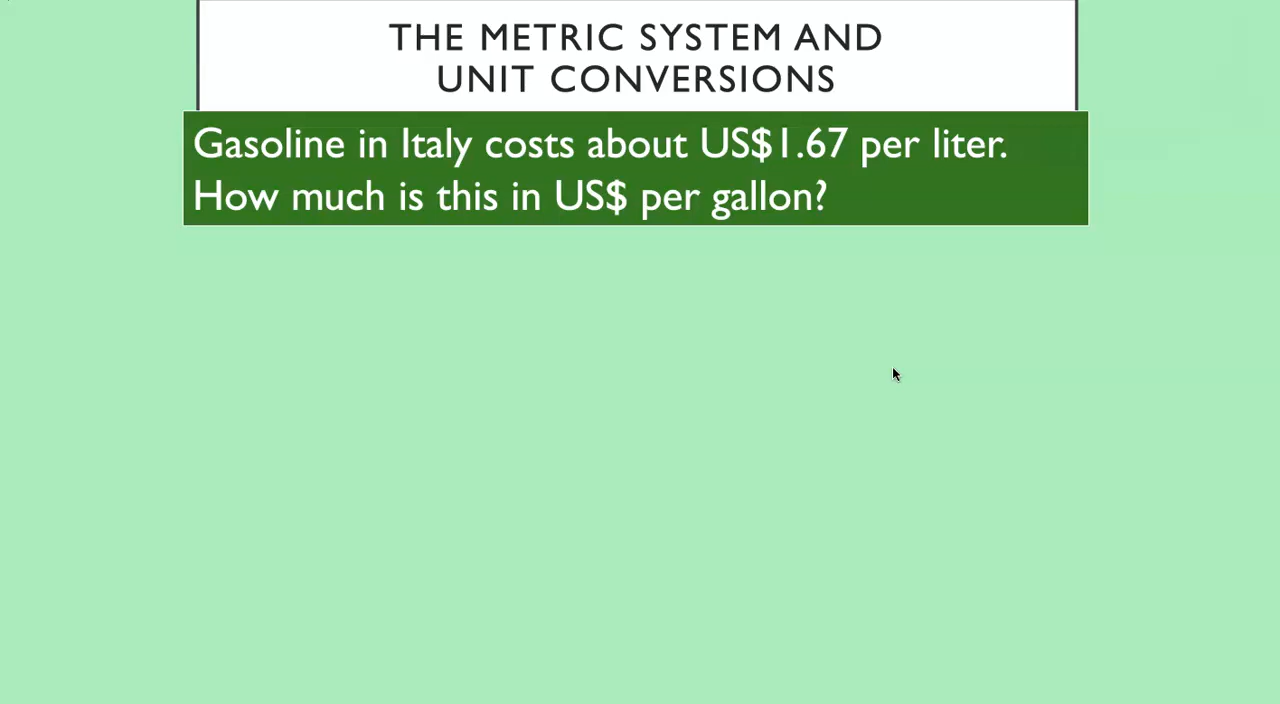 THE METRIC SYSTEM AND
UNIT CONVERSIONS
Gasoline in Italy costs about US$1.67 per liter.
How much is this in US$ per gallon?